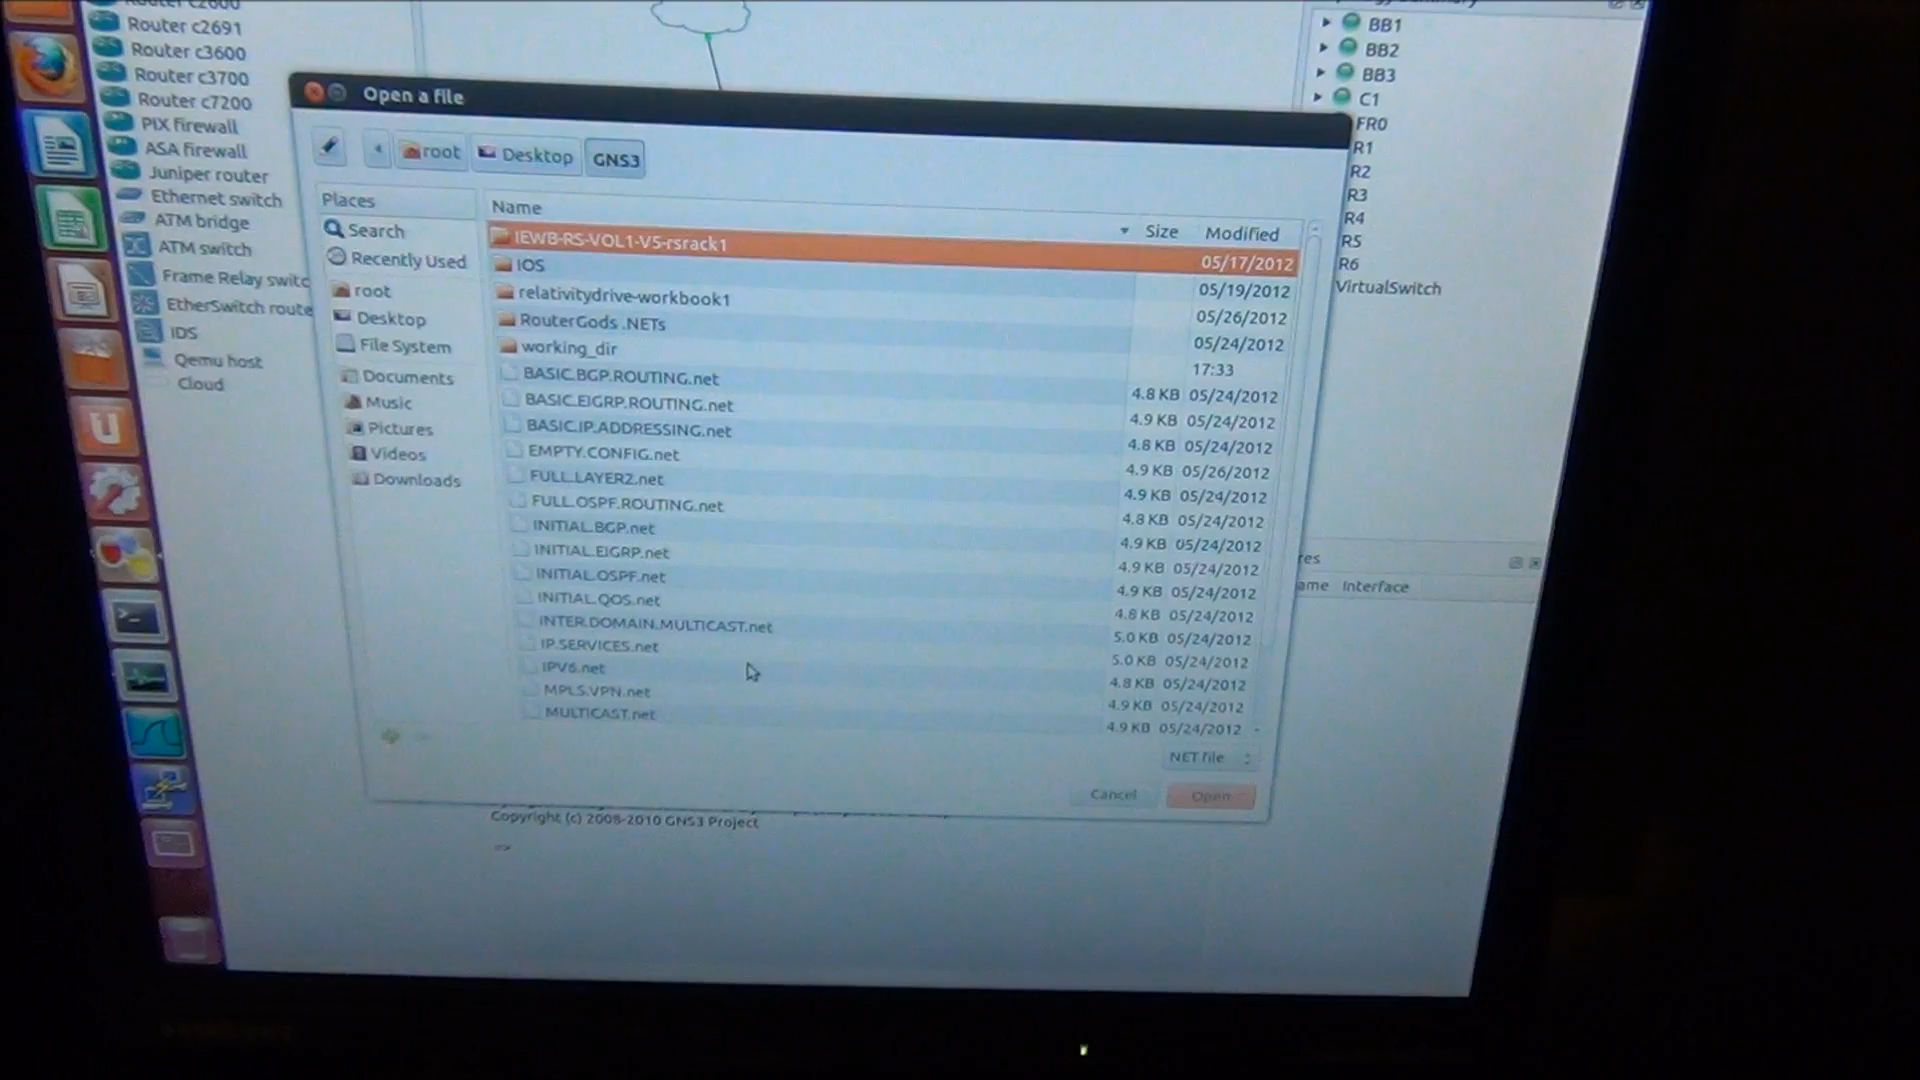 Router c2600
Router c2691
Router c3600
Router c3700
Router c7200
PIX firewall
ASA firewall
Juniper router
Ethernet switch
ATM bridge
ATM switch
Frame Relay switc
EtherSwitch route
IDS
Qemu host
Cloud
Open a file
root
Desktop
GNS3
Places
Search
Recently Used
root
Desktop
File System
Documents
Music
Pictures
Videos
Downloads
Name Size Modified
IEWB-RS-VOL1-V5-rsrack1 05/17/2012
IOS 05/19/2012
relativitydrive-workbook1 05/26/2012
RouterGods .NETs 05/24/2012
working_dir 17:33
BASIC.BGP.ROUTING.net 4.8 KB 05/24/2012
BASIC.EIGRP.ROUTING.net 4.9 KB 05/24/2012
BASIC.IP.ADDRESSING.net 4.8 KB 05/24/2012
EMPTY.CONFIG.net 4.9 KB 05/26/2012
FULL.LAYER2.net 4.9 KB 05/24/2012
FULL.OSPF.ROUTING.net 4.8 KB 05/24/2012
INITIAL.BGP.net 4.9 KB 05/24/2012
INITIAL.EIGRP.net 4.9 KB 05/24/2012
INITIAL.OSPF.net 4.9 KB 05/24/2012
INITIAL.QOS.net 4.8 KB 05/24/2012
INTER.DOMAIN.MULTICAST.net 5.0 KB 05/24/2012
IP.SERVICES.net 5.0 KB 05/24/2012
IPV6.net 4.8 KB 05/24/2012
MPLS.VPN.net 4.9 KB 05/24/2012
MULTICAST.net 4.9 KB 05/24/2012
NET file
Cancel
Open
Copyright (c) 2006-2010 GNS3 Project
=>
BB1
BB2
BB3
C1
FR0
R1
R2
R3
R4
R5
R6
VirtualSwitch
res
ame Interface